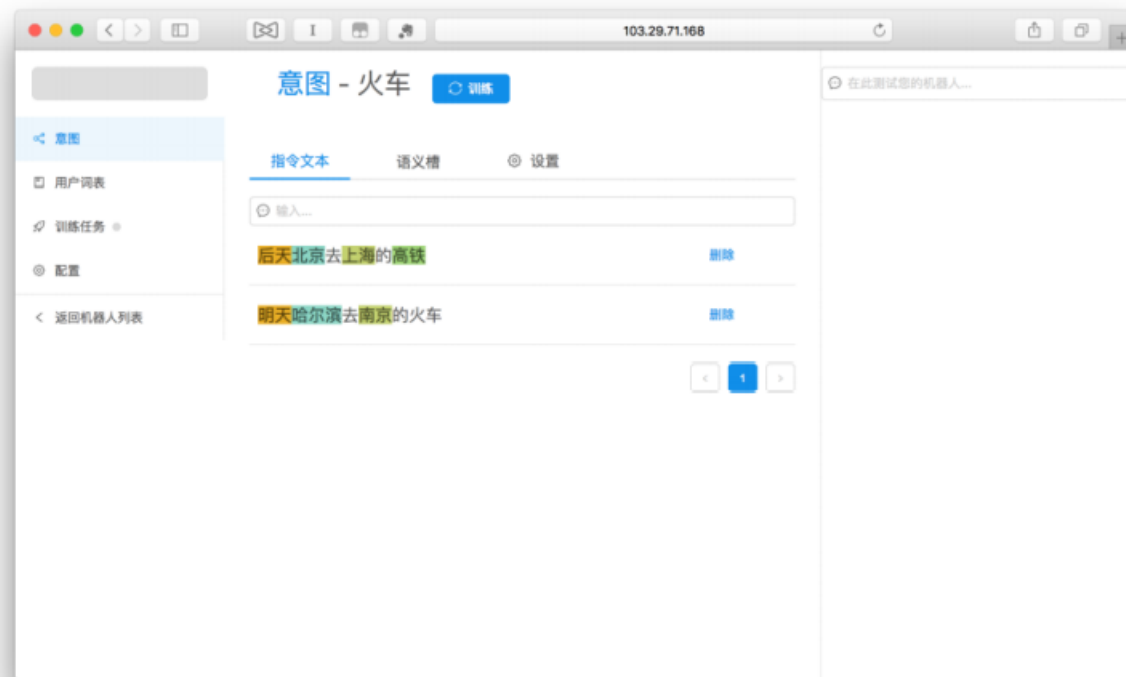 103.29.71.168
意图 - 火车
训练
在此测试您的机器人...
意图
用户词表
训练任务
配置
返回机器人列表
指令文本
语义槽
设置
输入...
后天北京去上海的高铁
删除
明天哈尔滨去南京的火车
删除
1